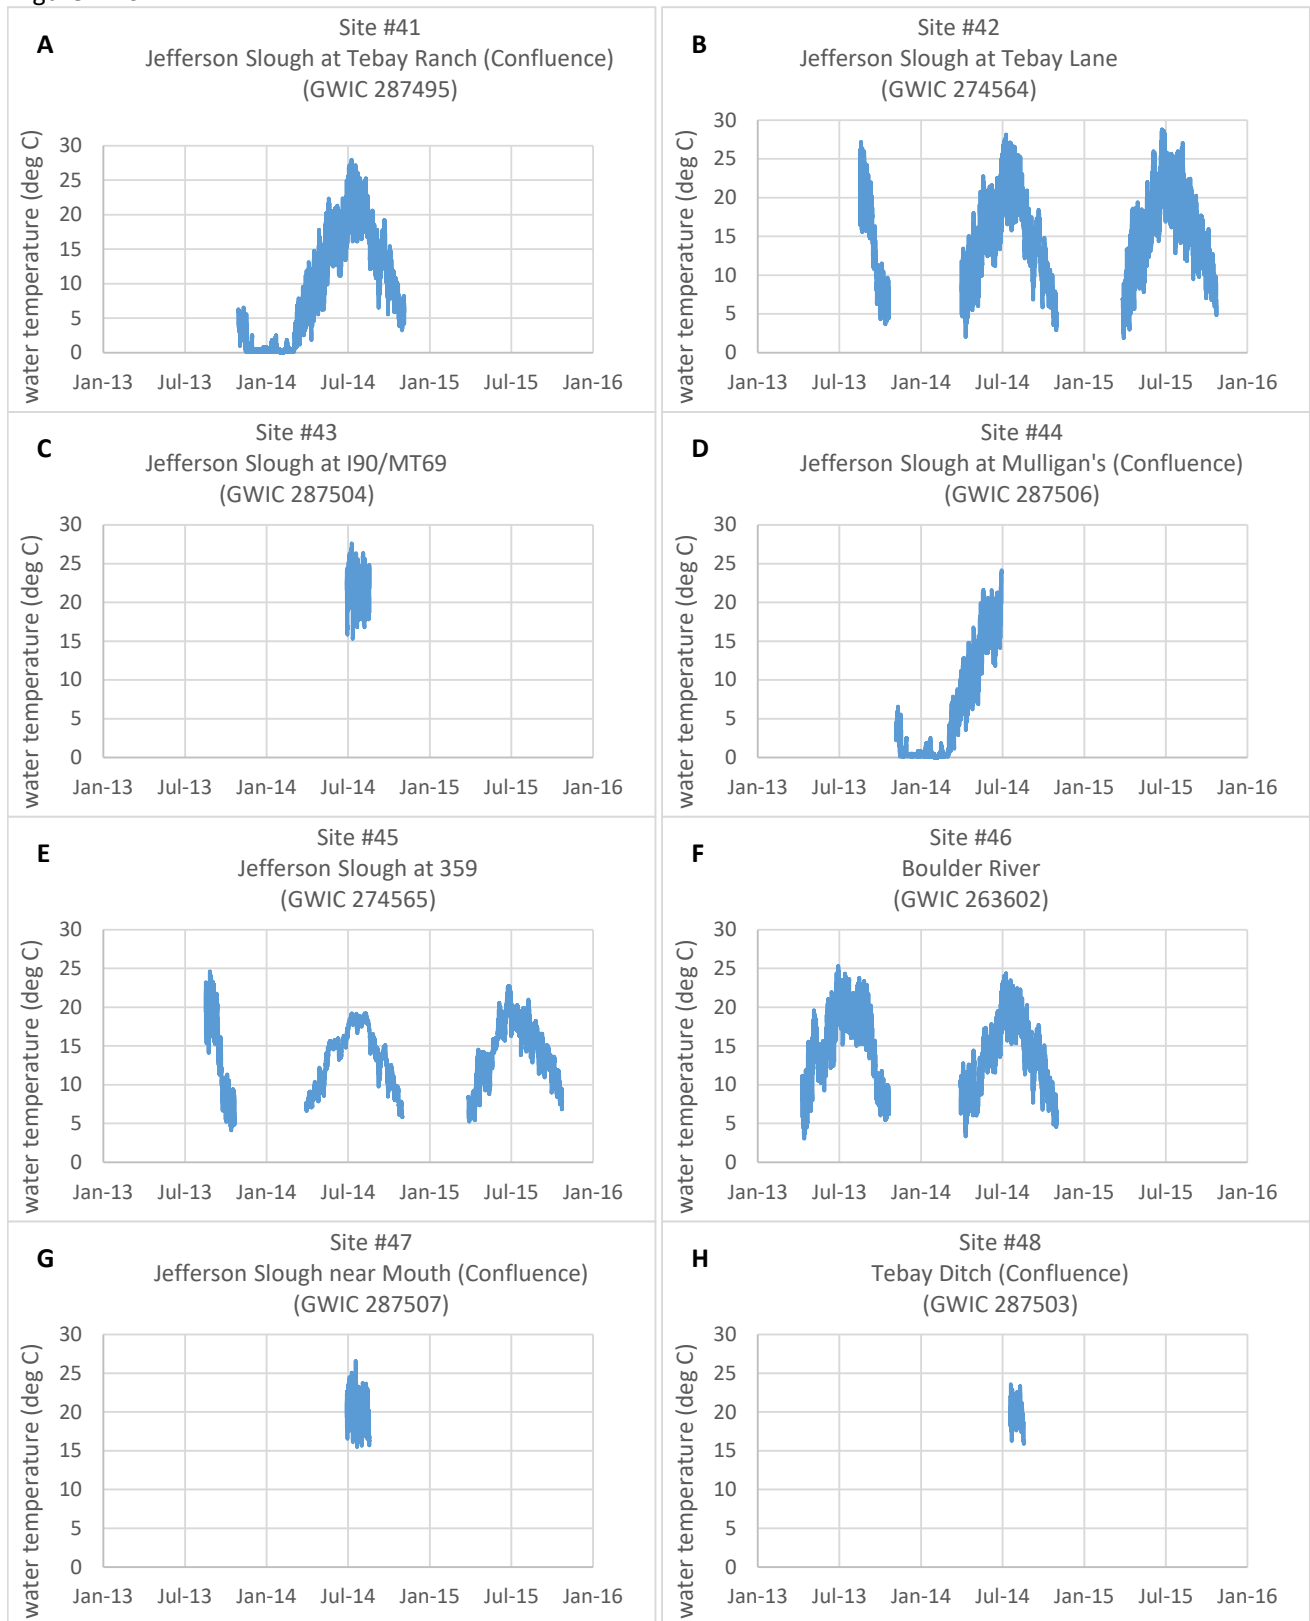 A
Site #41
Jefferson Slough at Tebay Ranch (Confluence)
(GWIC 287495)
water temperature (deg C)
30
25
20
15
10
5
0
Jan-13 Jul-13 Jan-14 Jul-14 Jan-15 Jul-15 Jan-16
B
Site #42
Jefferson Slough at Tebay Lane
(GWIC 274564)
water temperature (deg C)
30
25
20
15
10
5
0
Jan-13 Jul-13 Jan-14 Jul-14 Jan-15 Jul-15 Jan-16
C
Site #43
Jefferson Slough at I90/MT69
(GWIC 287504)
water temperature (deg C)
30
25
20
15
10
5
0
Jan-13 Jul-13 Jan-14 Jul-14 Jan-15 Jul-15 Jan-16
D
Site #44
Jefferson Slough at Mulligan's (Confluence)
(GWIC 287506)
water temperature (deg C)
30
25
20
15
10
5
0
Jan-13 Jul-13 Jan-14 Jul-14 Jan-15 Jul-15 Jan-16
E
Site #45
Jefferson Slough at 359
(GWIC 274565)
water temperature (deg C)
30
25
20
15
10
5
0
Jan-13 Jul-13 Jan-14 Jul-14 Jan-15 Jul-15 Jan-16
F
Site #46
Boulder River
(GWIC 263602)
water temperature (deg C)
30
25
20
15
10
5
0
Jan-13 Jul-13 Jan-14 Jul-14 Jan-15 Jul-15 Jan-16
G
Site #47
Jefferson Slough near Mouth (Confluence)
(GWIC 287507)
water temperature (deg C)
30
25
20
15
10
5
0
Jan-13 Jul-13 Jan-14 Jul-14 Jan-15 Jul-15 Jan-16
H
Site #48
Tebay Ditch (Confluence)
(GWIC 287503)
water temperature (deg C)
30
25
20
15
10
5
0
Jan-13 Jul-13 Jan-14 Jul-14 Jan-15 Jul-15 Jan-16